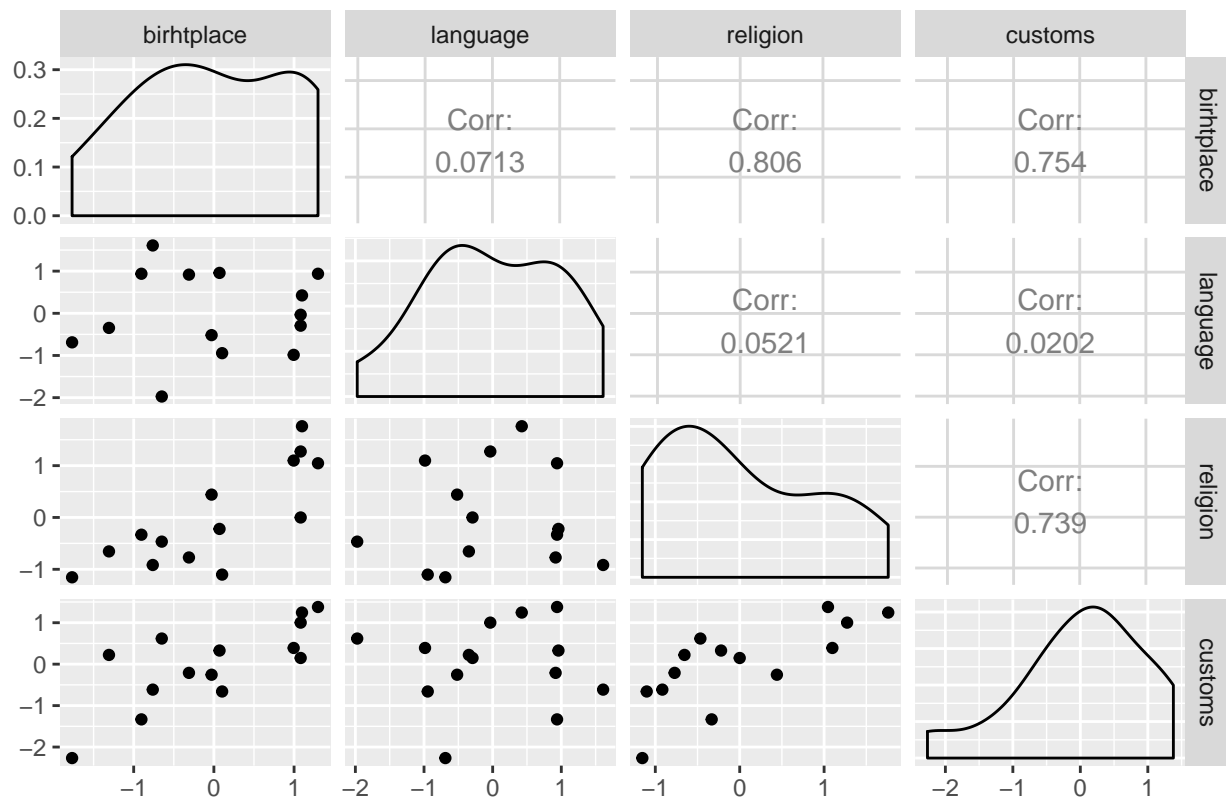 birhtplace language religion customs
0.3
0.2
0.1
0.0
Corr:
0.0713
Corr:
0.806
Corr:
0.754
birhtplace
1
0
−1
−2
Corr:
0.0521
Corr:
0.0202
language
1
0
−1
Corr:
0.739
religion
1
0
−1
−2
customs
−1 0 1 −2 −1 0 1 −1 0 1 −2 −1 0 1